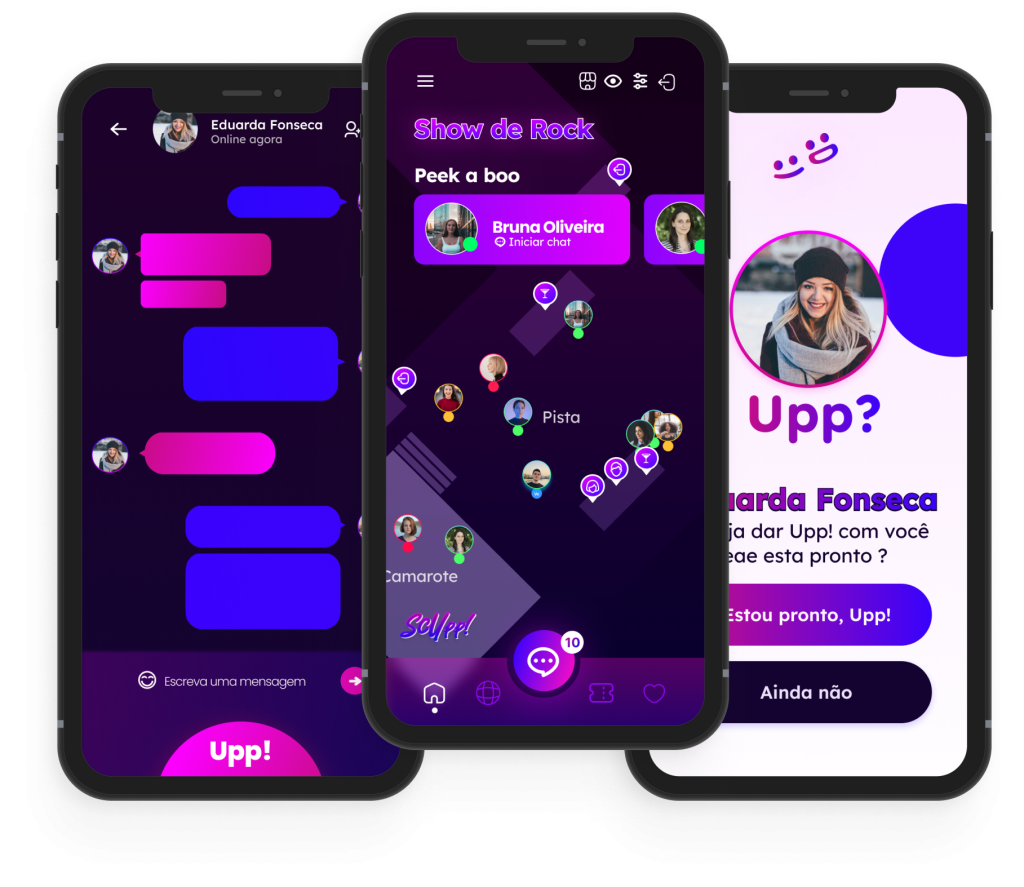 Eduarda Fonseca
Online agora
Escreva uma mensagem
Upp!
Show de Rock
Peek a boo
Bruna Oliveira
Iniciar chat
Pista
Camarote
ScUpp!
10
Upp?
uarda Fonseca
ja dar Upp! com você
eae esta pronto ?
Estou pronto, Upp!
Ainda não